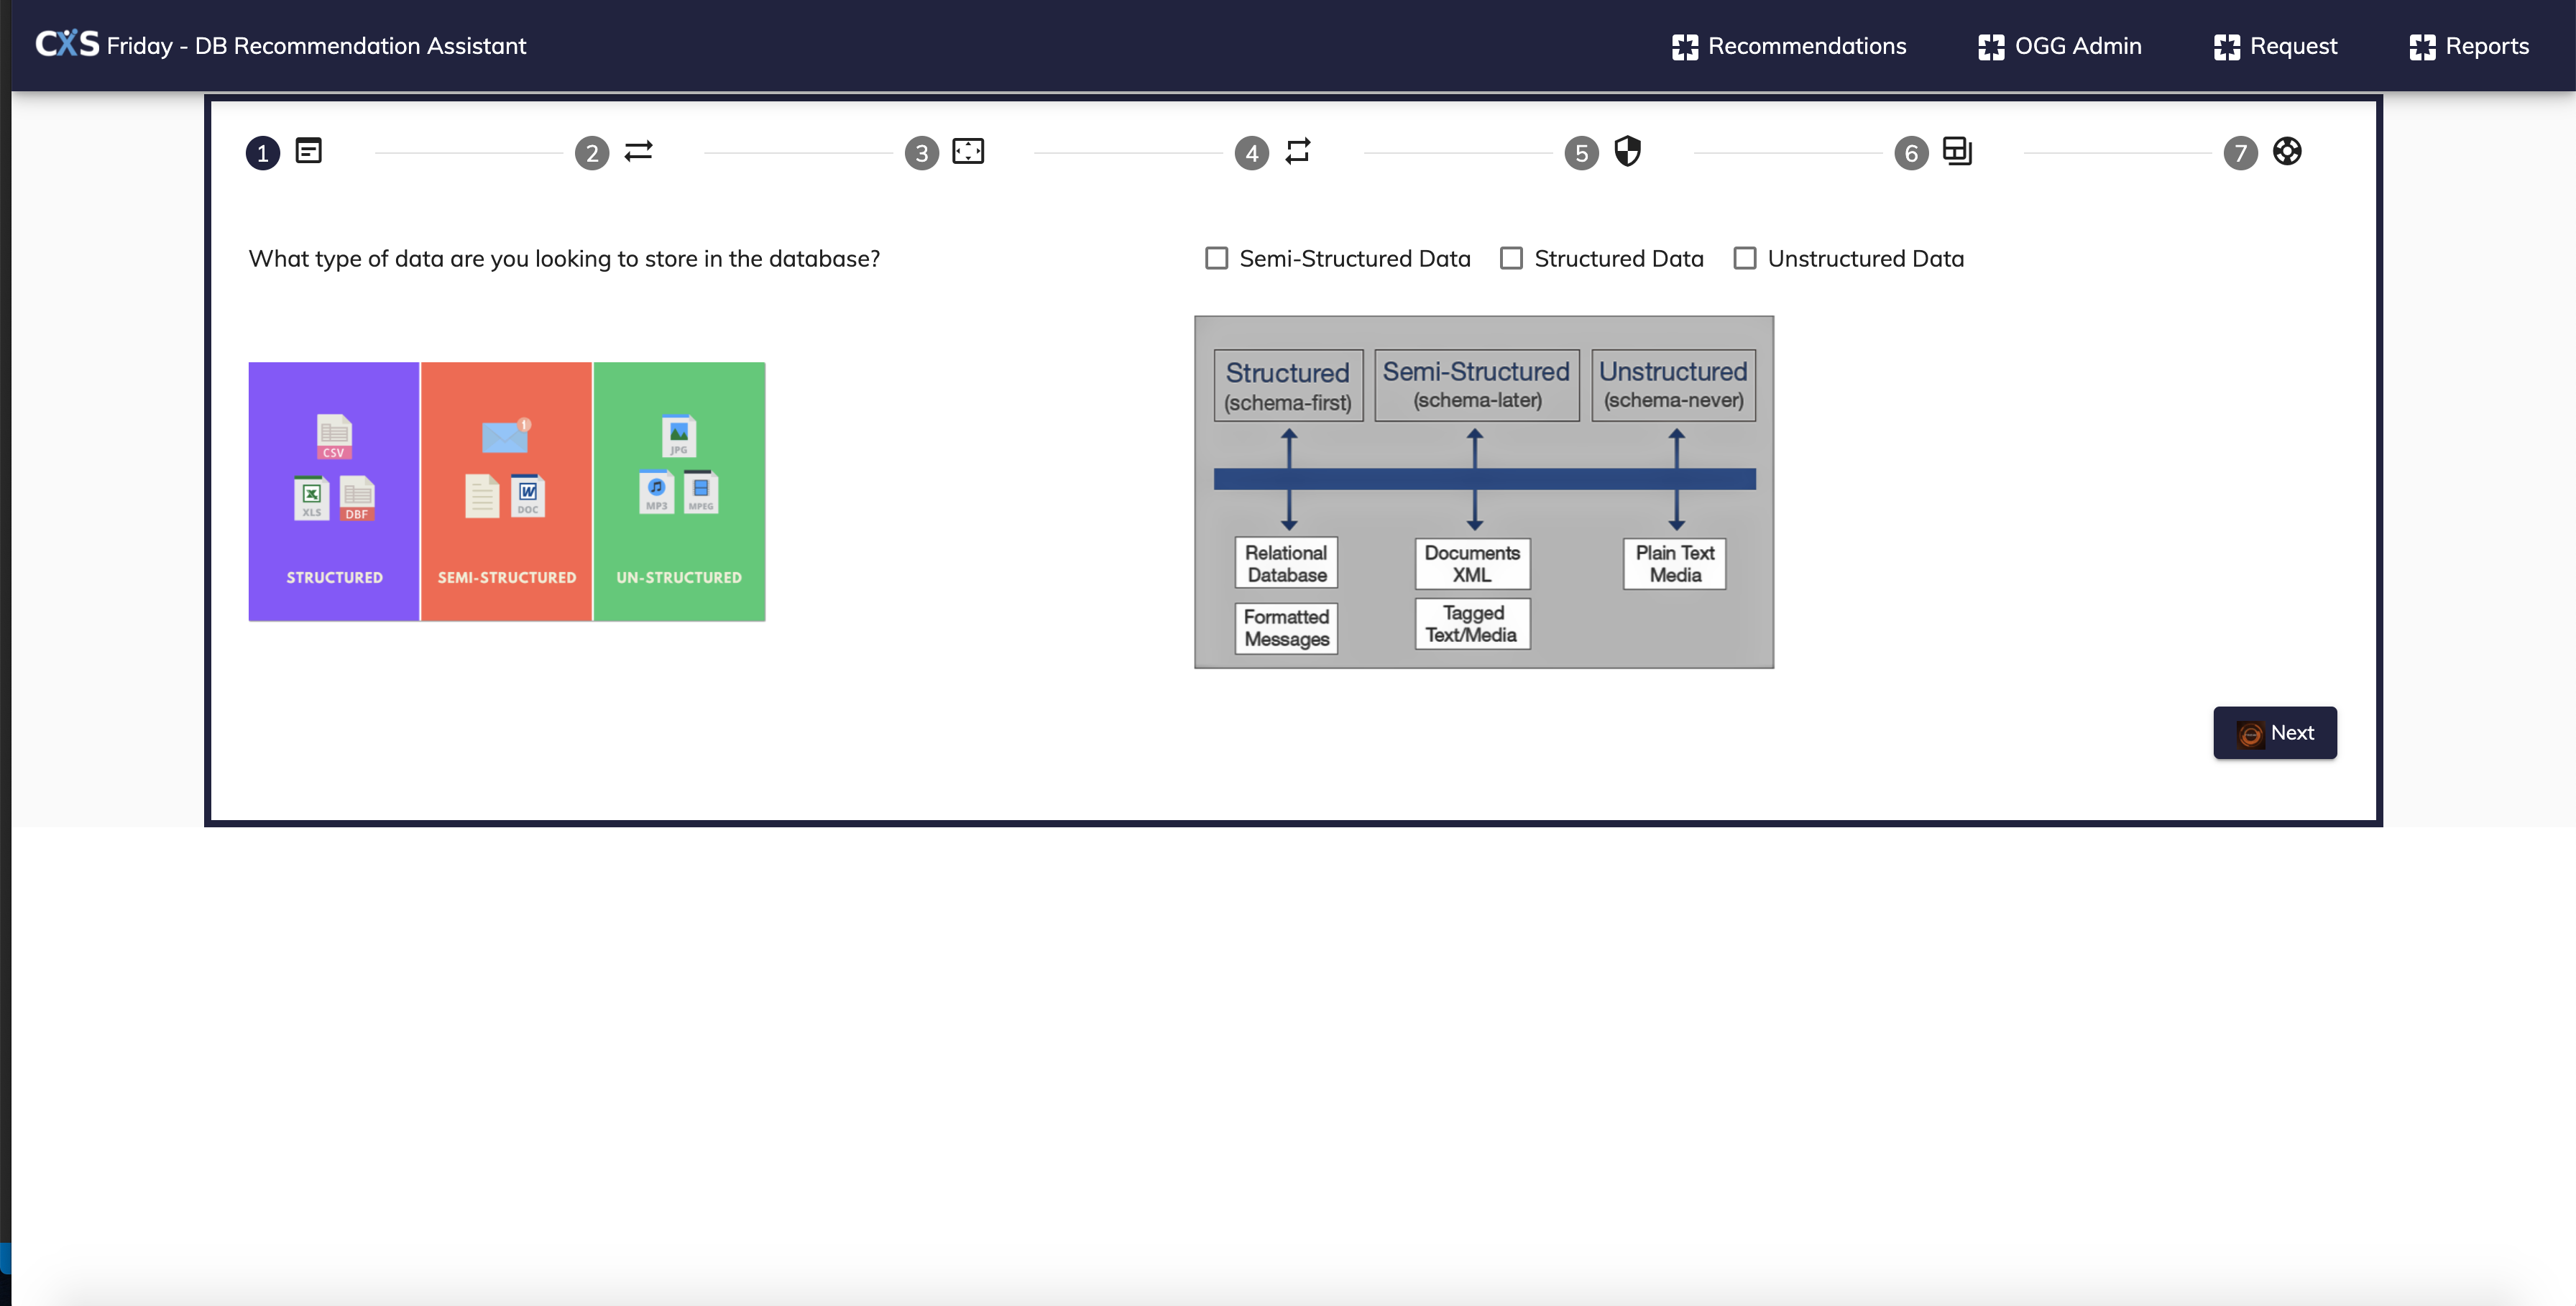 CXS Friday - DB Recommendation Assistant
Recommendations
OGG Admin
Request
Reports
1
2
3
4
5
6
7
What type of data are you looking to store in the database?
Semi-Structured Data
Structured Data
Unstructured Data
CSV
XLS
DBF
STRUCTURED
1
W
DOC
SEMI-STRUCTURED
JPG
MP3
MPEG
UN-STRUCTURED
Structured
(schema-first)
Semi-Structured
(schema-later)
Unstructured
(schema-never)
Relational
Database
Formatted
Messages
Documents
XML
Tagged
Text/Media
Plain Text
Media
Next